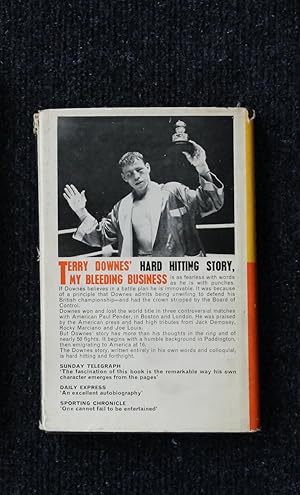 TERRY DOWNES' HARD HITTING STORY,
MY BLEEDING BUSINESS is as fearless with words
as he is with punches.
If Downes believes in a settle plan he is immovable. It was because
of a principle that Downes admits being unwilling to defend his
British championship—and had the crown stroped by the Board of
Control.
Downes won and lost the world title in three controversial matches
with American Paul Pender, in Boston and London. He was praised
by the American press and had high tributes from Jack Dempsey,
Rocky Marciano and Joe Louis.
But Downes' story has more than his thoughts in the ring and of
nearly 50 fights. It begins with a humble background in Paddington,
then emigrating to America at 16.
The Downes story, written entirely in his own words and colloquial,
is hard hitting and forthright.
SUNDAY TELEGRAPH
'The fascination of this book is the remarkable way his own
character emerges from the pages'
DAILY EXPRESS
'An excellent autobiography'
SPORTING CHRONICLE
'One cannot fail to be entertained'